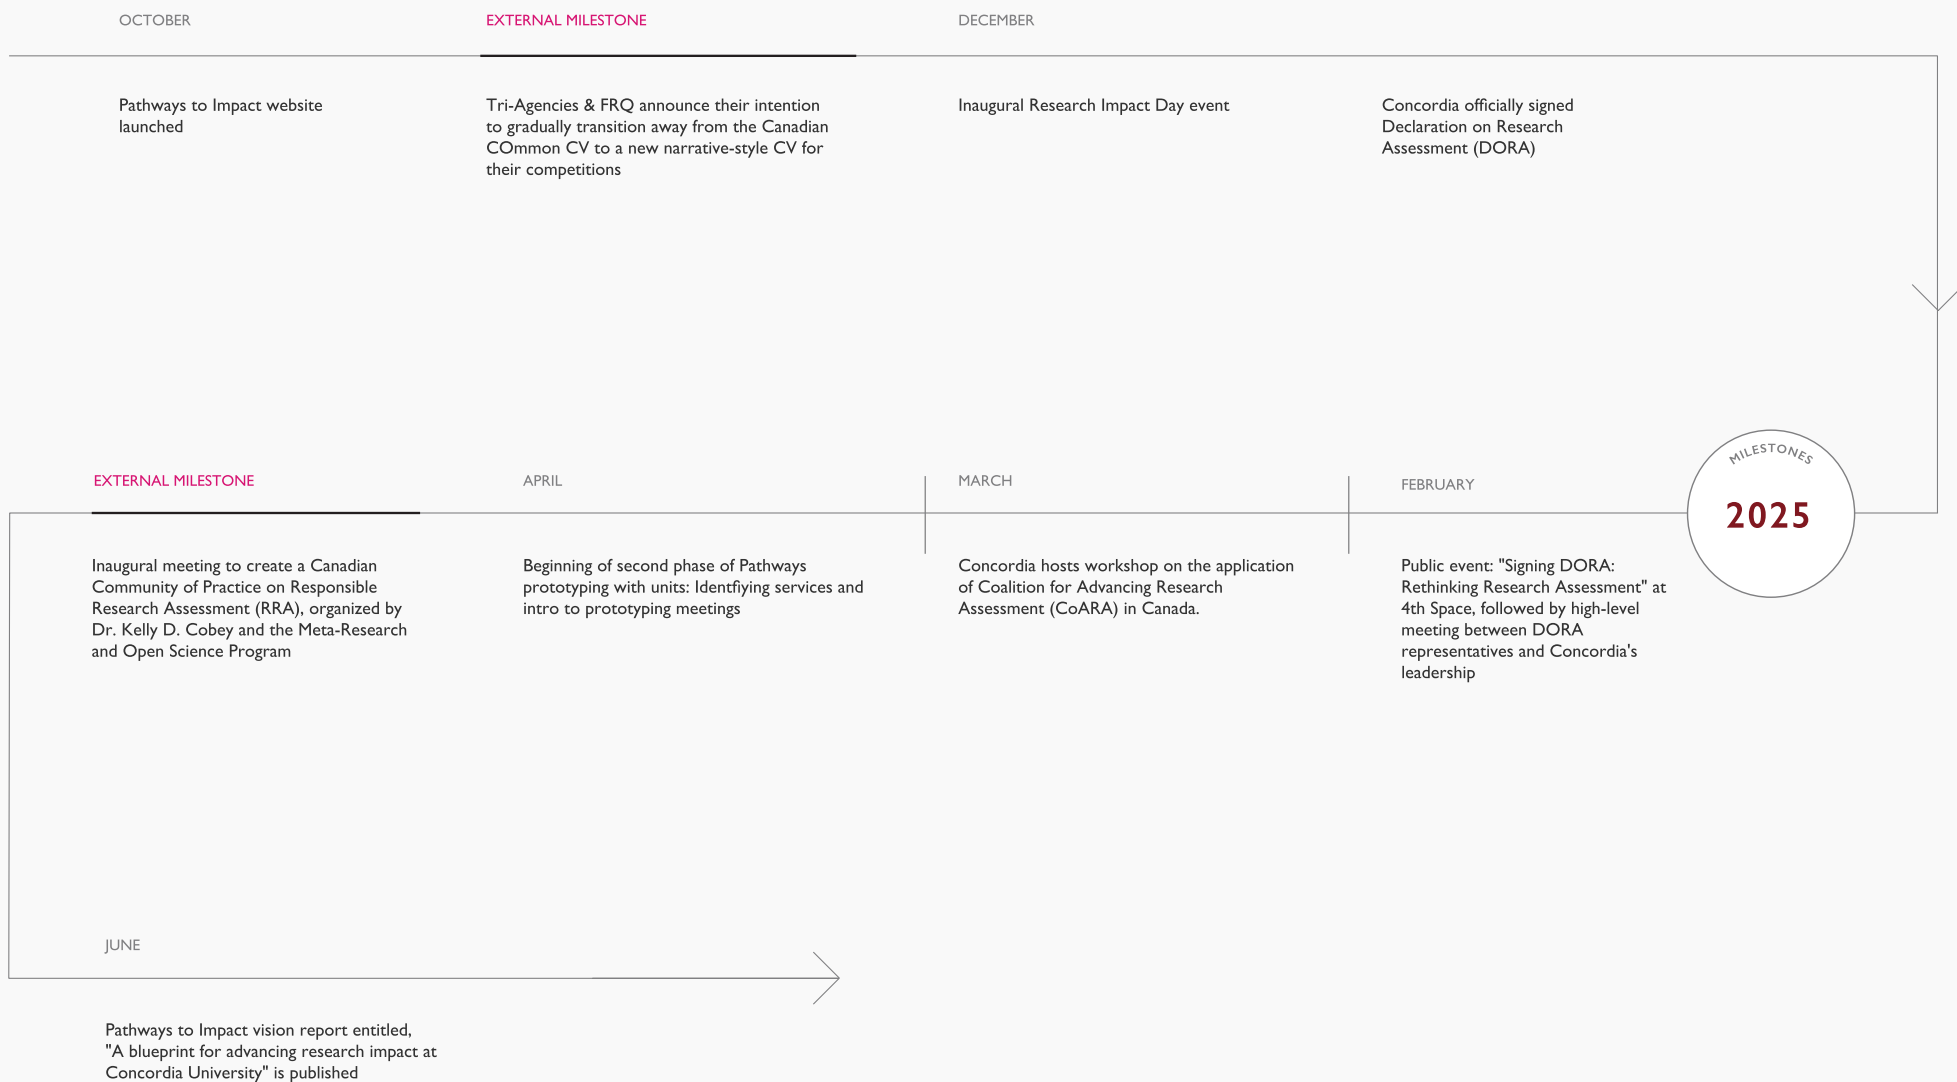 OCTOBER
Pathways to Impact website
launched
EXTERNAL MILESTONE
Tri-Agencies & FRQ announce their intention
to gradually transition away from the Canadian
COmmon CV to a new narrative-style CV for
their competitions
DECEMBER
Inaugural Research Impact Day event
Concordia officially signed
Declaration on Research
Assessment (DORA)
MILESTONES
2025
FEBRUARY
Public event: "Signing DORA:
Rethinking Research Assessment" at
4th Space, followed by high-level
meeting between DORA
representatives and Concordia's
leadership
MARCH
Concordia hosts workshop on the application
of Coalition for Advancing Research
Assessment (CoARA) in Canada.
APRIL
Beginning of second phase of Pathways
prototyping with units: Identfiying services and
intro to prototyping meetings
EXTERNAL MILESTONE
Inaugural meeting to create a Canadian
Community of Practice on Responsible
Research Assessment (RRA), organized by
Dr. Kelly D. Cobey and the Meta-Research
and Open Science Program
JUNE
Pathways to Impact vision report entitled,
"A blueprint for advancing research impact at
Concordia University" is published